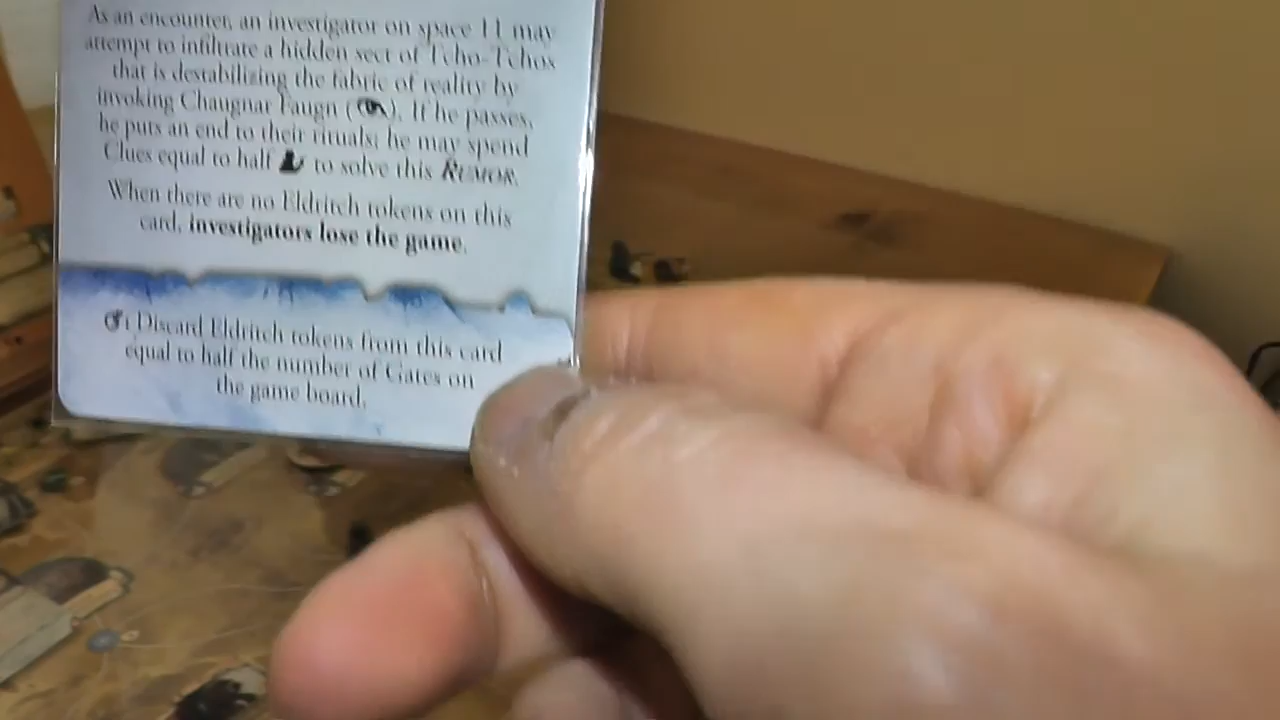 As an encounter, an investigator on space 11 may
attempt to infiltrate a hidden sect of Tcho-Tchos
that is destabilizing the fabric of reality by
invoking Chaugnar Faugn ( ). If he passes,
he puts an end to their rituals; he may spend
Clues equal to half to solve this RUMOR.
When there are no Eldritch tokens on this
card, investigators lose the game.
: Discard Eldritch tokens from this card
equal to half the number of Gates on
the game board.